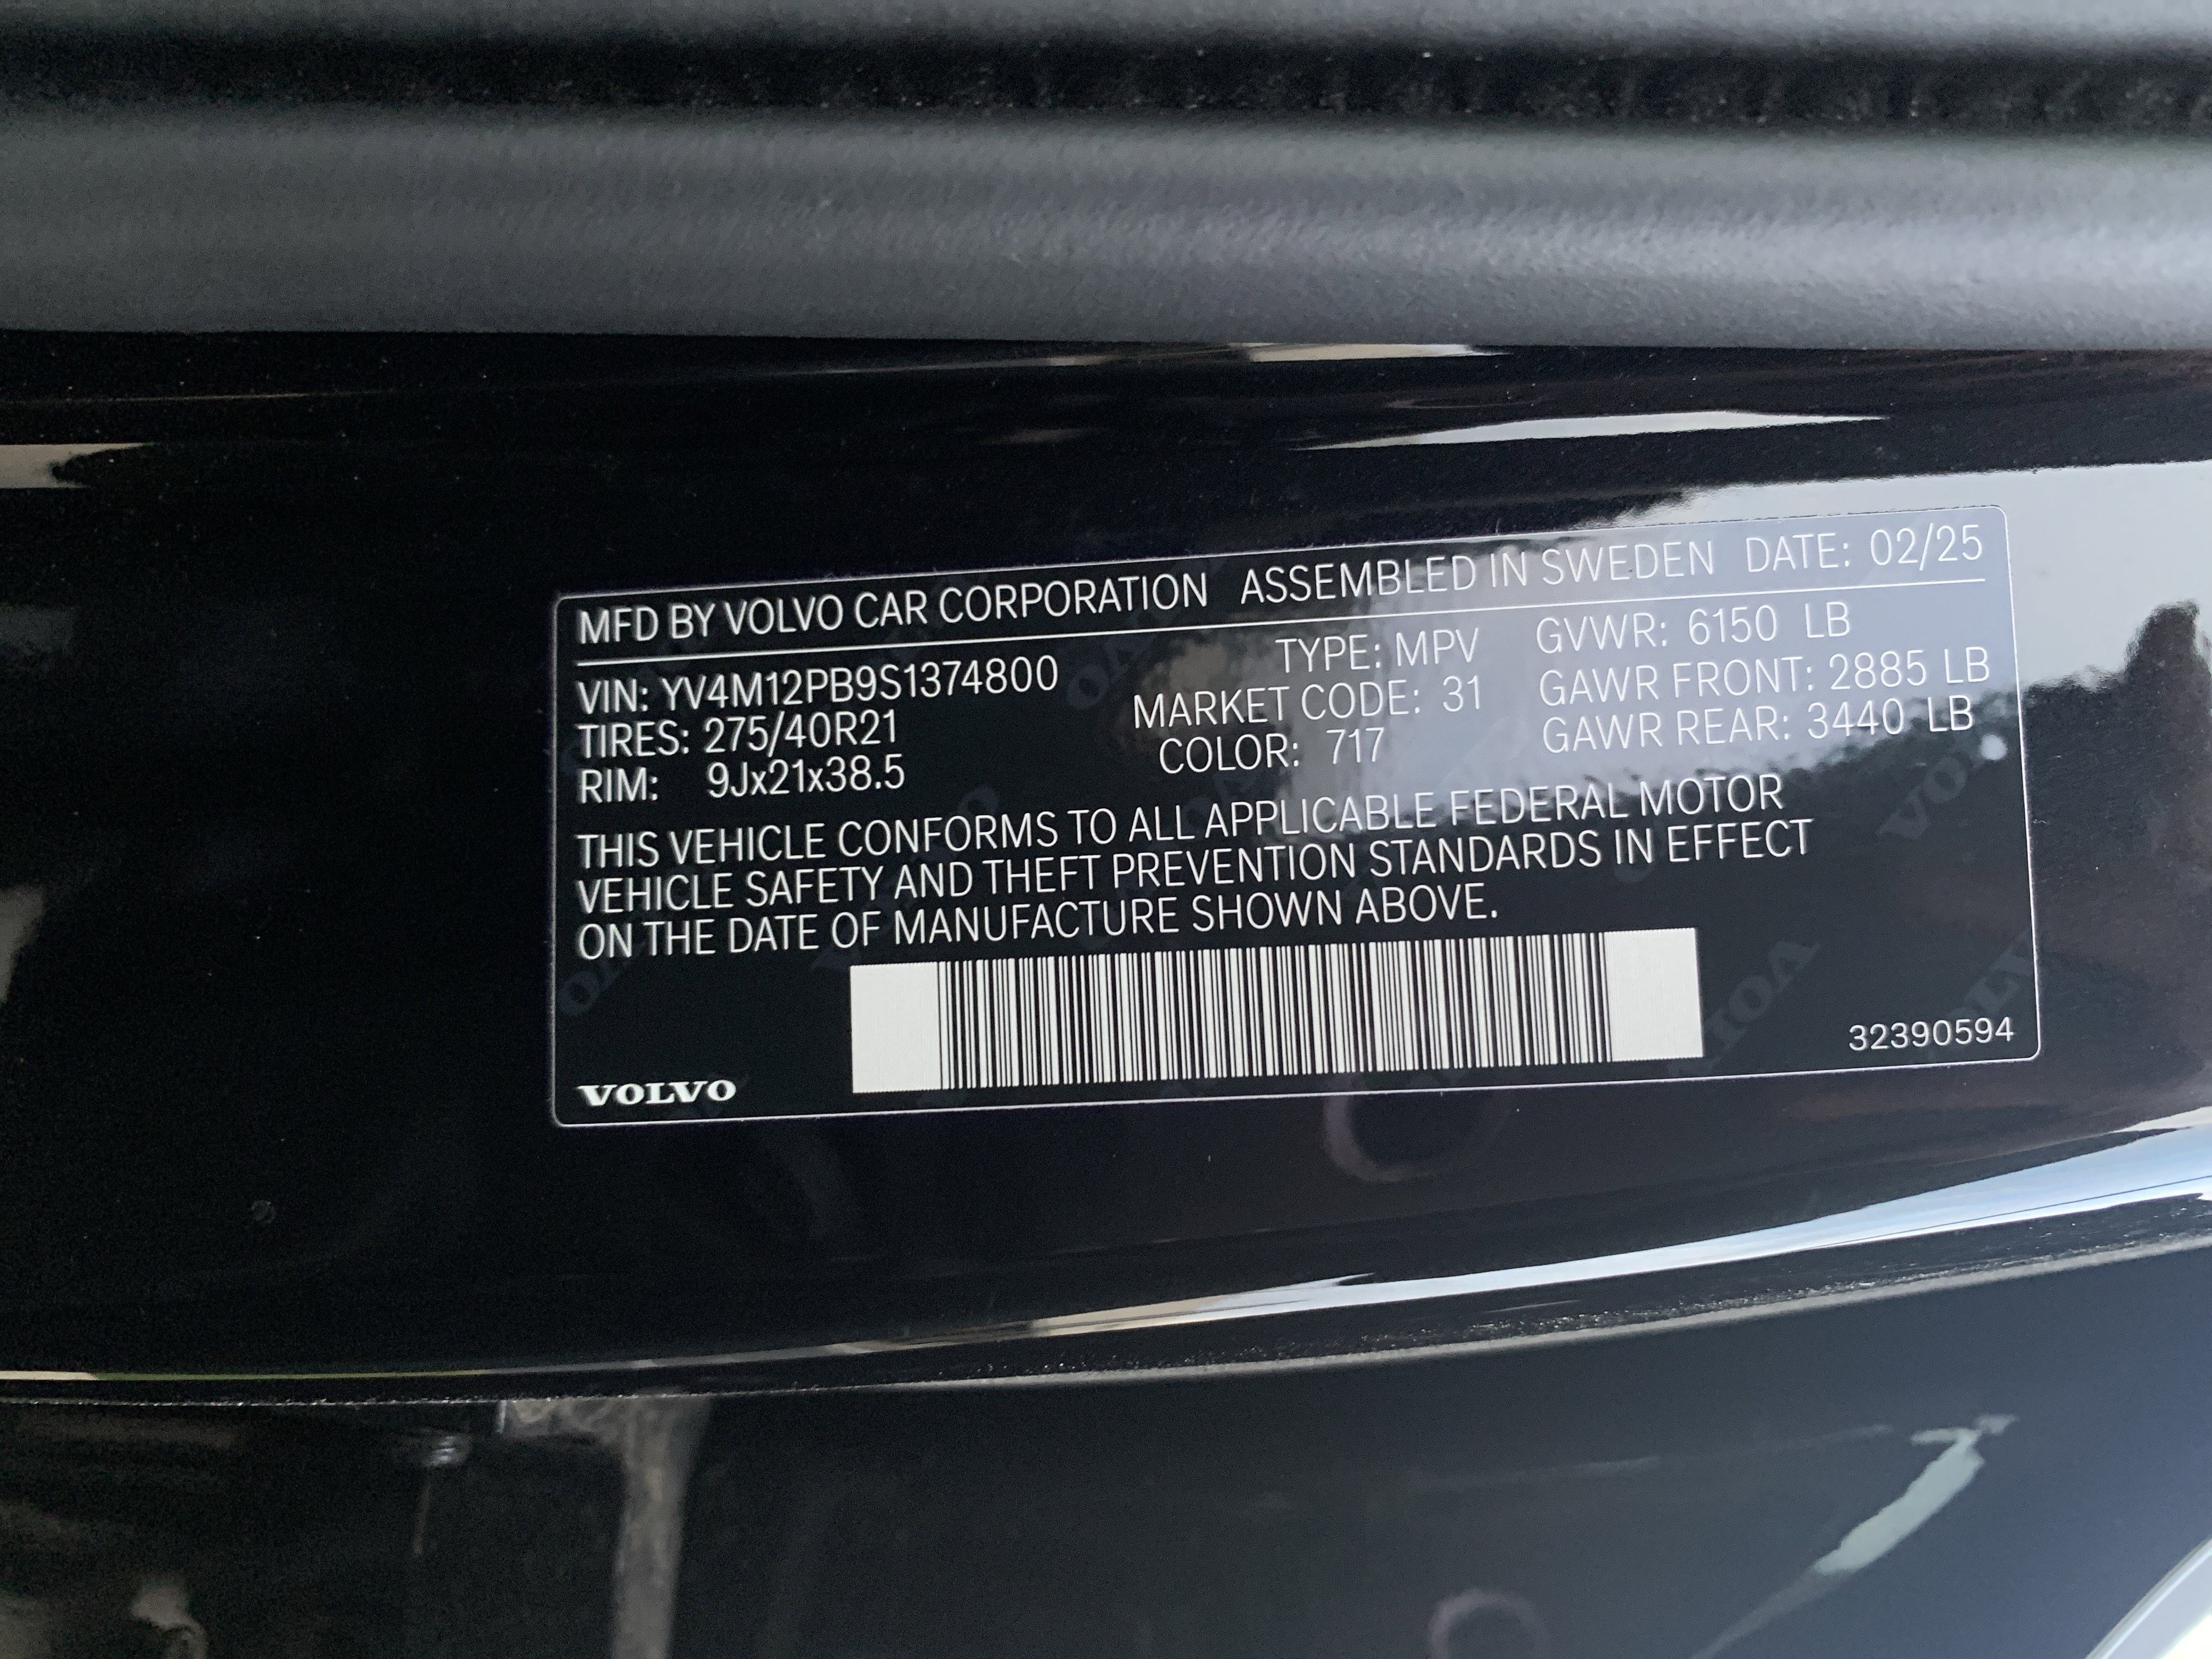 MFD BY VOLVO CAR CORPORATION ASSEMBLED IN SWEDEN DATE: 02/25
VIN: YV4M12PB9S1374800 TYPE: MPV GVWR: 6150 LB
TIRES: 275/40R21 MARKET CODE: 31 GAWR FRONT: 2885 LB
RIM: 9Jx21x38.5 COLOR: 717 GAWR REAR: 3440 LB
THIS VEHICLE CONFORMS TO ALL APPLICABLE FEDERAL MOTOR
VEHICLE SAFETY AND THEFT PREVENTION STANDARDS IN EFFECT
ON THE DATE OF MANUFACTURE SHOWN ABOVE.
VOLVO 32390594